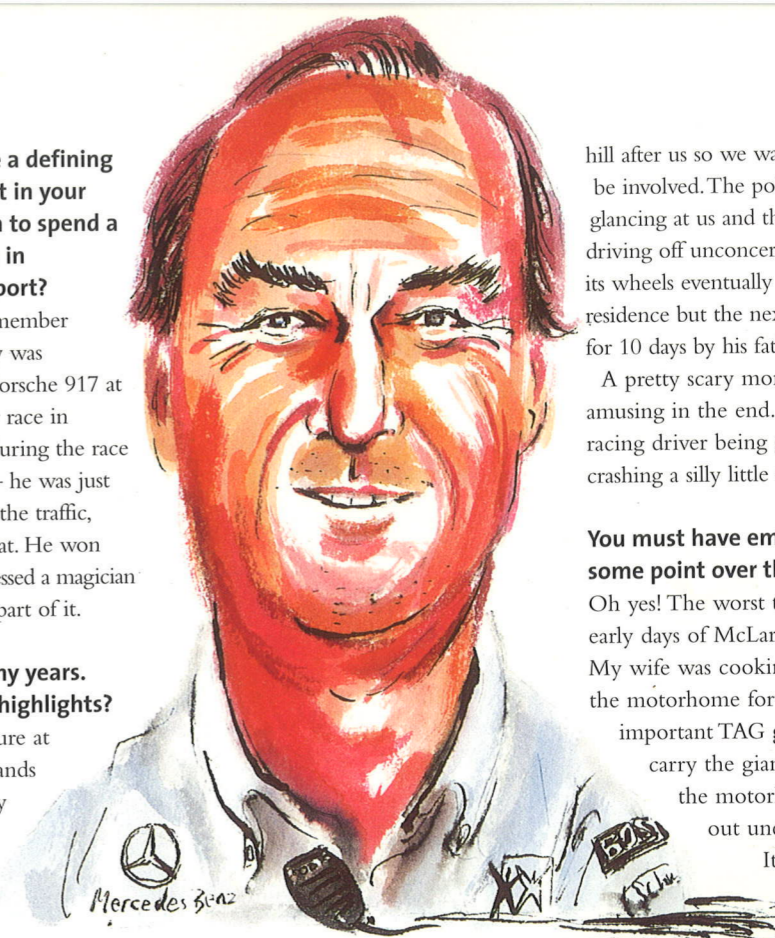 a defining
t in your
n to spend a
in
port?
member
y was
orsche 917 at
race in
uring the race
– he was just
the traffic,
at. He won
essed a magician
part of it.
ny years.
highlights?
ure at
ands
y
hill after us so we wa
be involved. The po
glancing at us and th
driving off unconcer
its wheels eventually
residence but the nex
for 10 days by his fat
A pretty scary mor
amusing in the end.
racing driver being
crashing a silly little
You must have em
some point over th
Oh yes! The worst t
early days of McLar
My wife was cookin
the motorhome for
important TAG g
carry the gian
the motor
out und
It
Mercedes Benz
BOSS